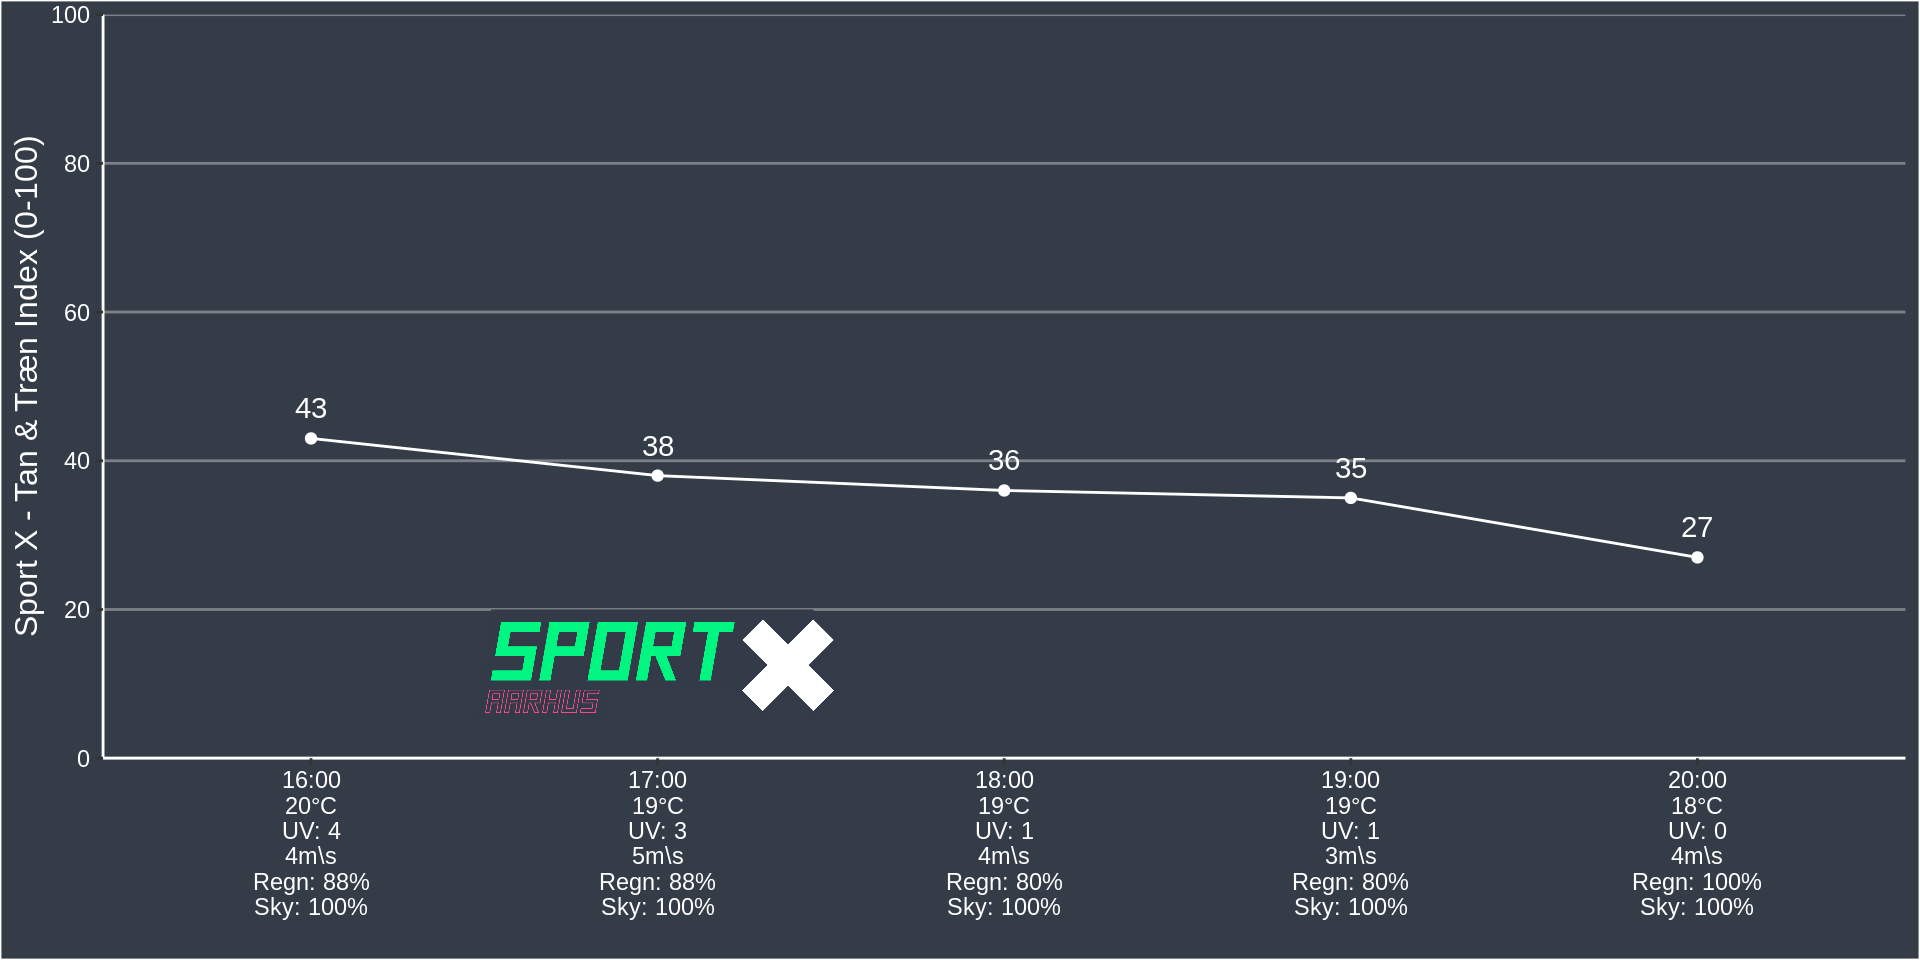 Sport X - Tan & Træn Index (0-100)
100
80
60
40
20
0
43
38
36
35
27
SPORT X
AARHUS
16:00
20°C
UV: 4
4m\s
Regn: 88%
Sky: 100%
17:00
19°C
UV: 3
5m\s
Regn: 88%
Sky: 100%
18:00
19°C
UV: 1
4m\s
Regn: 80%
Sky: 100%
19:00
19°C
UV: 1
3m\s
Regn: 80%
Sky: 100%
20:00
18°C
UV: 0
4m\s
Regn: 100%
Sky: 100%